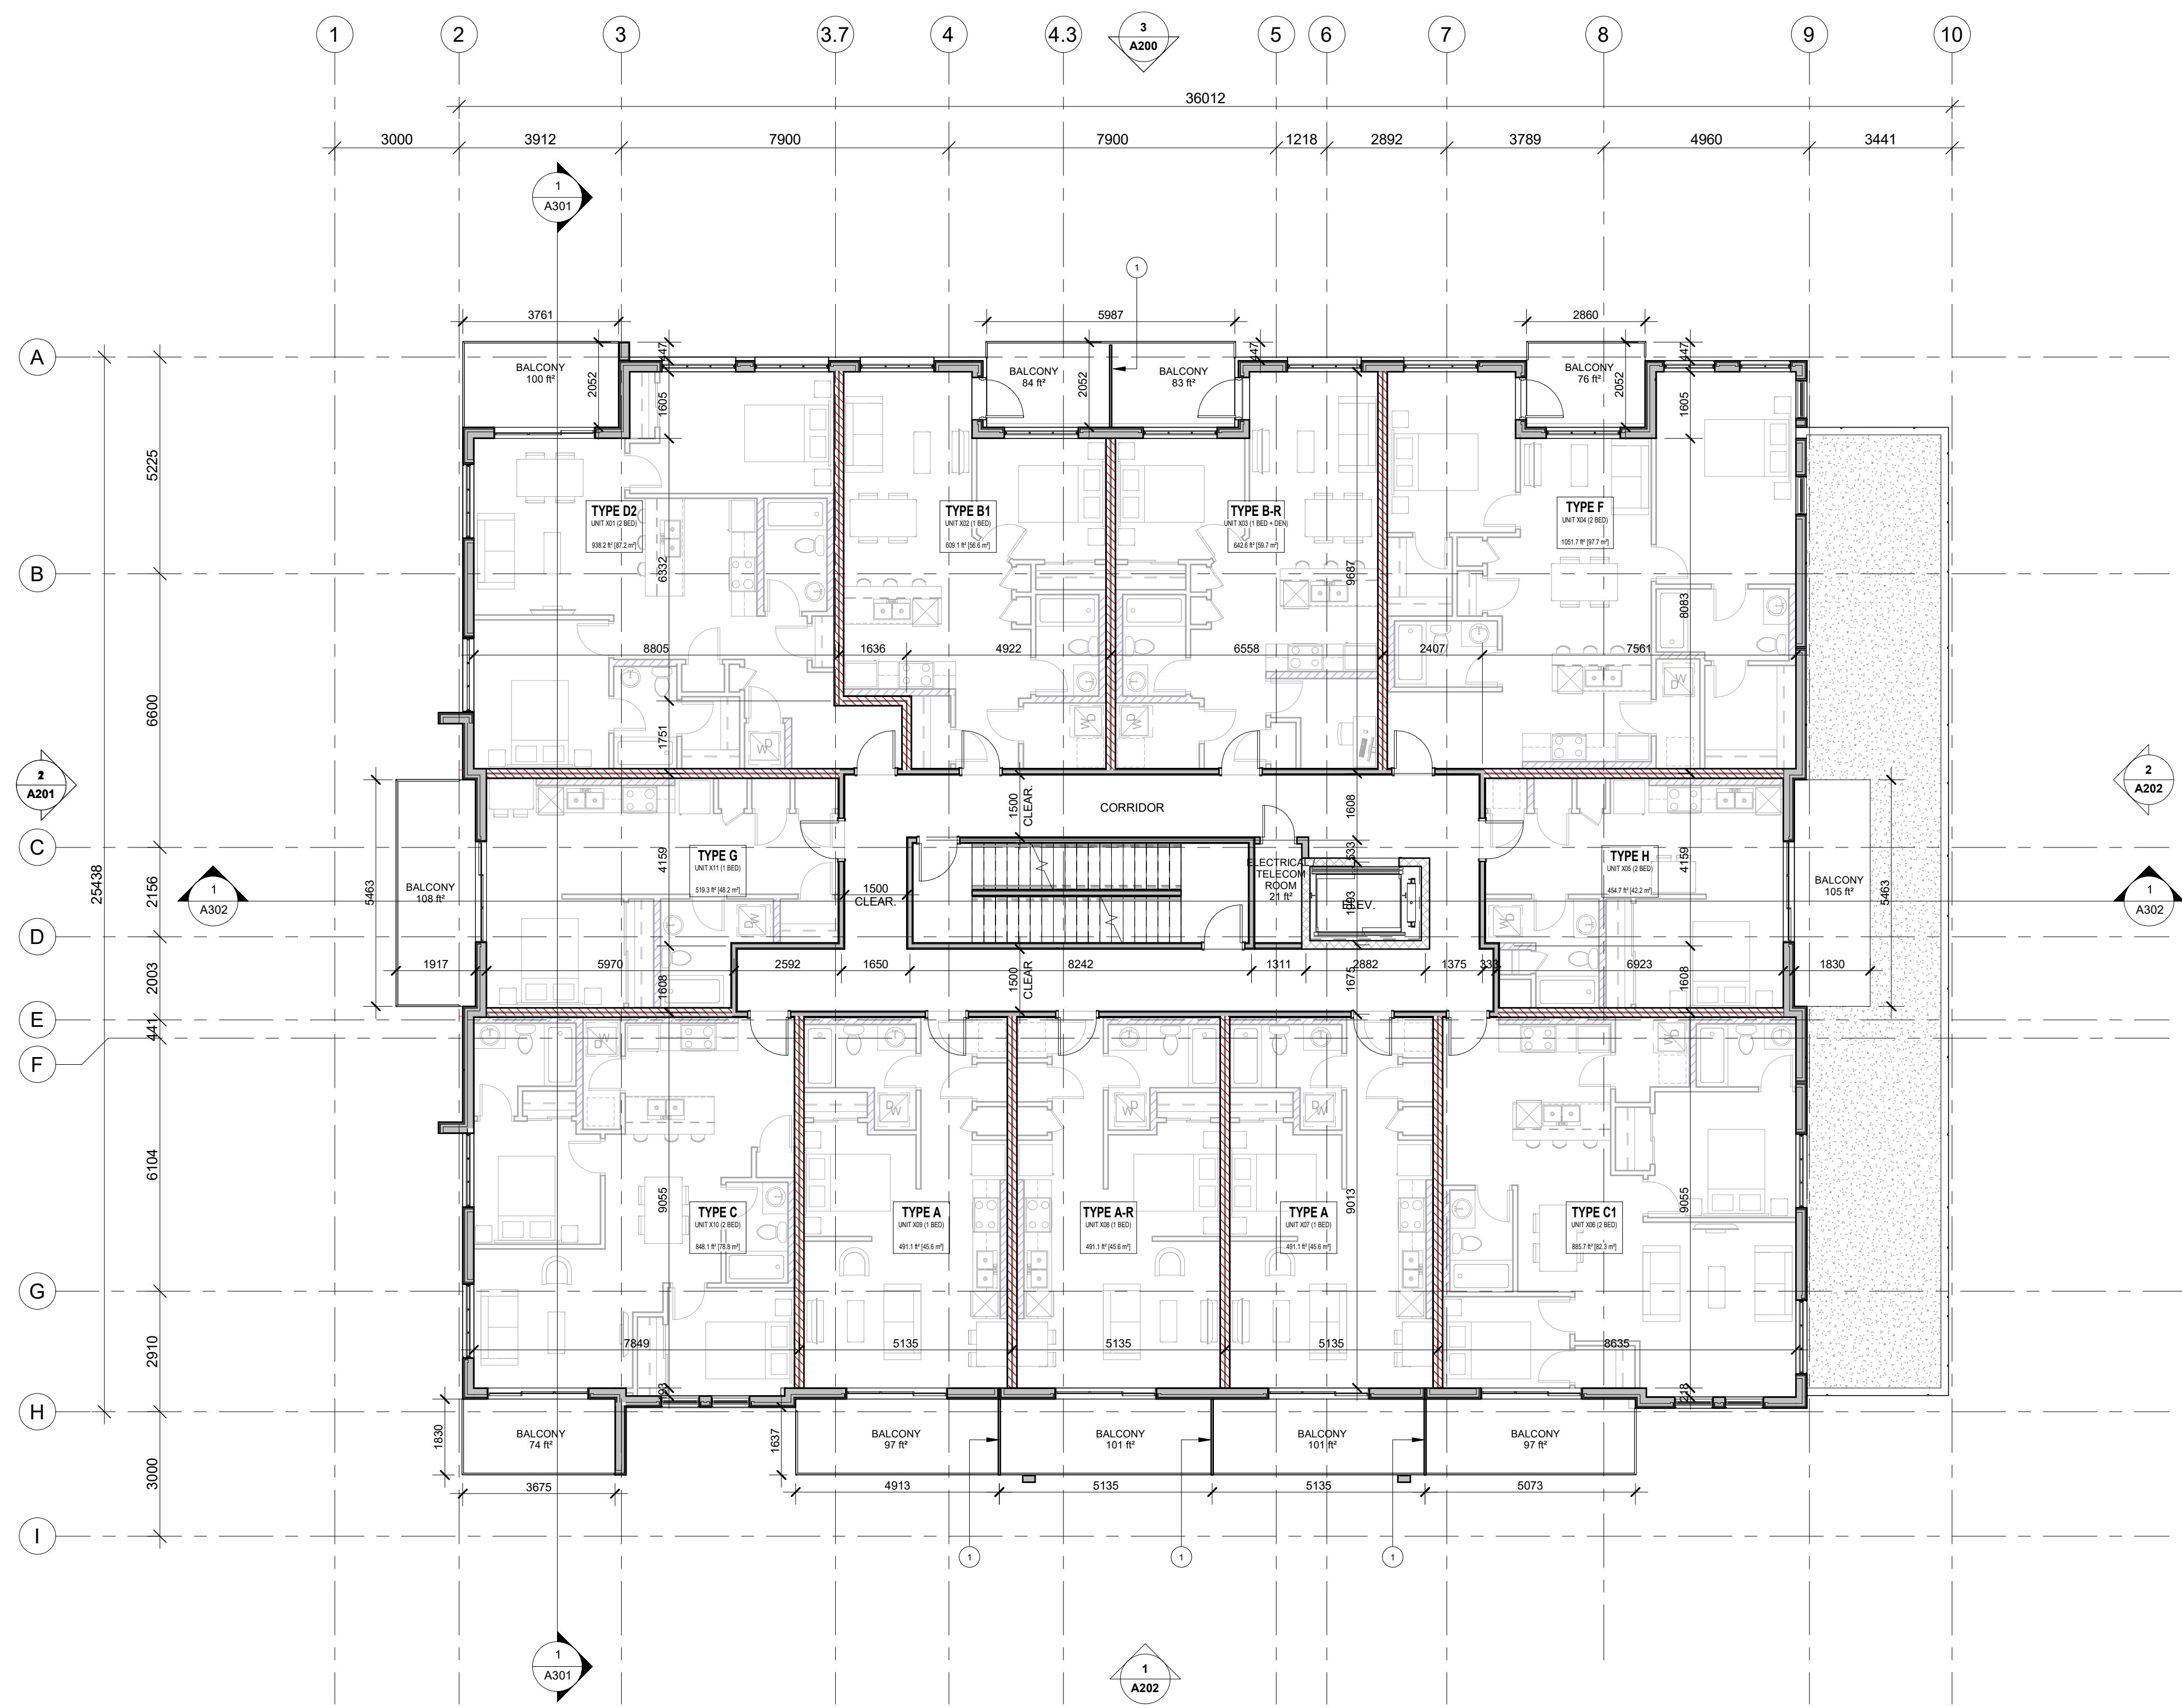 1
2
3
3.7
4
4.3
5
6
7
8
9
10
3
A200
36012
3000
3912
7900
7900
1218
2892
3789
4960
3441
1
A301
1
3761
5987
2860
A
447
447
447
BALCONY
100 ft²
2052
BALCONY
84 ft²
2052
BALCONY
83 ft²
BALCONY
76 ft²
2052
1605
1605
5225
TYPE D2
UNIT X01 (2 BED)
938.2 ft² [87.2 m²]
TYPE B1
UNIT X02 (1 BED)
609.1 ft² [56.6 m²]
TYPE B-R
UNIT X03 (1 BED + DEN)
642.6 ft² [59.7 m²]
TYPE F
UNIT X04 (2 BED)
1051.7 ft² [97.7 m²]
B
6332
9687
8083
8805
1636
4922
6558
2407
7561
6600
1751
W
D
W
D
W
D
W
D
2
A201
2
A202
1500
CLEAR.
CORRIDOR
1608
C
25438
2156
5463
BALCONY
108 ft²
4159
TYPE G
UNIT X11 (1 BED)
519.3 ft² [48.2 m²]
1500
CLEAR.
ELECTRICAL /
TELECOM
ROOM
21 ft²
533
1993
ELEV.
TYPE H
UNIT X05 (2 BED)
454.7 ft² [42.2 m²]
4159
BALCONY
105 ft²
5463
1
A302
1
A302
W
D
W
D
D
2003
1917
5970
1608
2592
1650
8242
1500
CLEAR
1311
2882
1675
1375
333
6923
1608
1830
E
441
F
W
D
D
W
D
W
D
W
W
D
6104
9055
9013
9055
TYPE C
UNIT X10 (2 BED)
848.1 ft² [78.8 m²]
TYPE A
UNIT X09 (1 BED)
491.1 ft² [45.6 m²]
TYPE A-R
UNIT X08 (1 BED)
491.1 ft² [45.6 m²]
TYPE A
UNIT X07 (1 BED)
491.1 ft² [45.6 m²]
TYPE C1
UNIT X06 (2 BED)
885.7 ft² [82.3 m²]
G
2910
7849
5135
5135
5135
8635
218
H
1830
BALCONY
74 ft²
1637
BALCONY
97 ft²
BALCONY
101 ft²
BALCONY
101 ft²
BALCONY
97 ft²
3000
3675
4913
5135
5135
5073
I
1
1
1
1
A301
1
A202